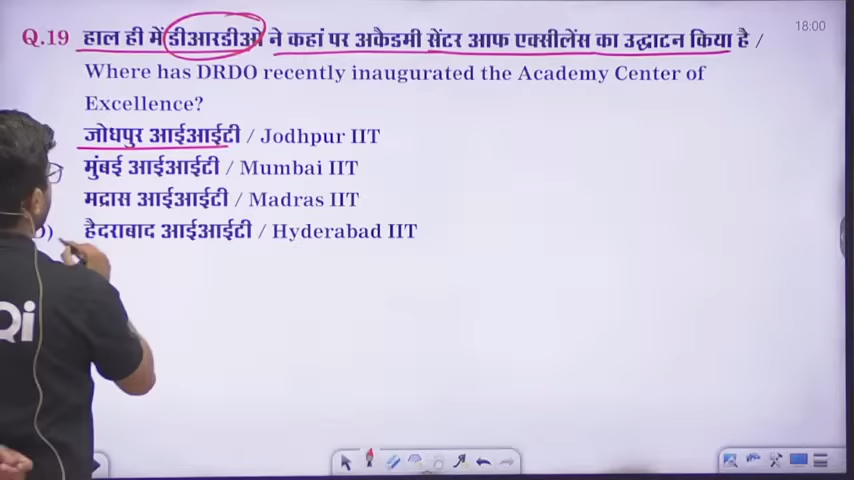 18:00
Q.19 हाल ही में डीआरडीओ ने कहां पर अकैडमी सेंटर आफ एक्सीलेंस का उद्घाटन किया है /
Where has DRDO recently inaugurated the Academy Center of
Excellence?
जोधपुर आईआईटी / Jodhpur IIT
मुंबई आईआईटी / Mumbai IIT
मद्रास आईआईटी / Madras IIT
हैदराबाद आईआईटी / Hyderabad IIT
Qi